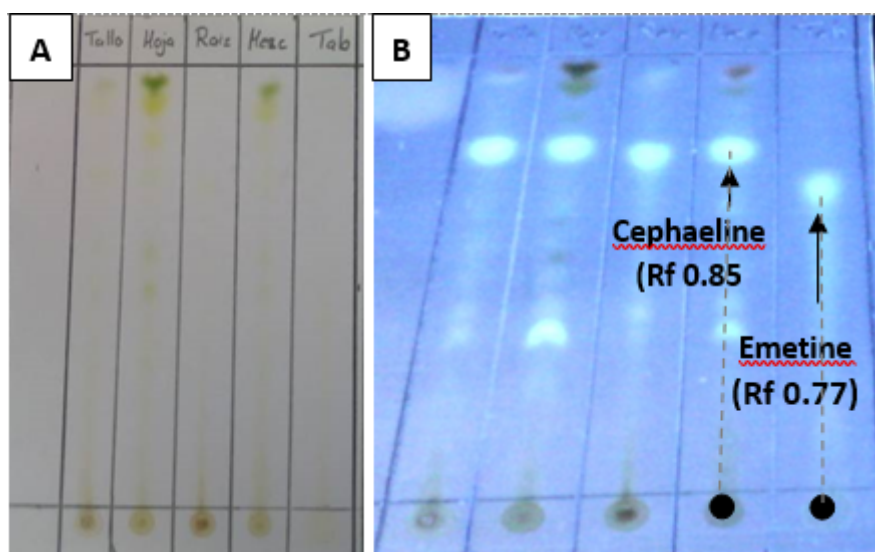 A
Tallo Hoja Raiz Mezc Tab
B
Cephaeline
(Rf 0.85
Emetine
(Rf 0.77)